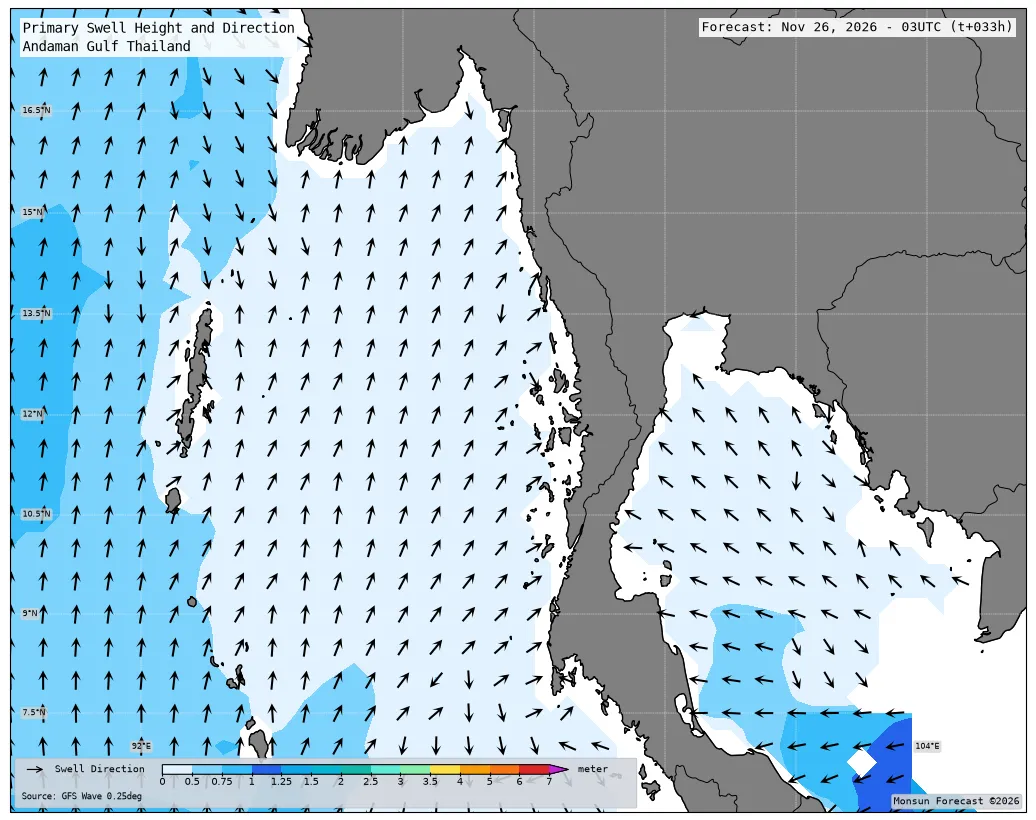 Primary Swell Height and Direction
Andaman Gulf Thailand
Forecast: Nov 26, 2026 - 03UTC (t+033h)
16.5°N
15°N
13.5°N
12°N
10.5°N
9°N
7.5°N
92°E
104°E
Swell Direction
0 0.5 0.75 1 1.25 1.5 2 2.5 3 3.5 4 5 6 7
meter
Source: GFS Wave 0.25deg
Monsun Forecast ©2026